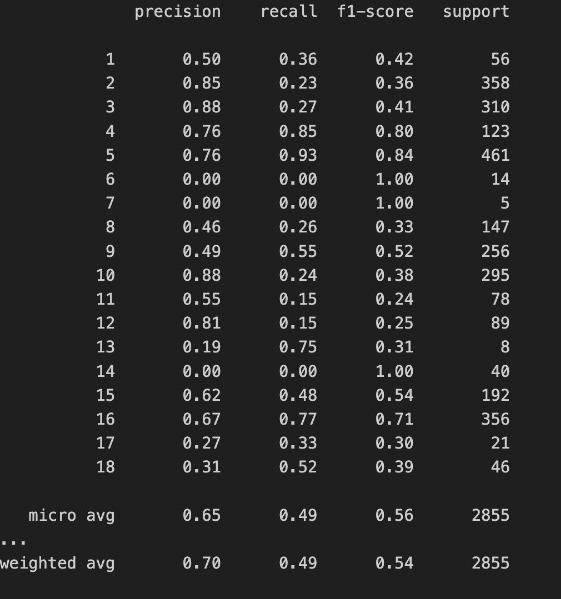 precision recall f1-score support
1 0.50 0.36 0.42 56
2 0.85 0.23 0.36 358
3 0.88 0.27 0.41 310
4 0.76 0.85 0.80 123
5 0.76 0.93 0.84 461
6 0.00 0.00 1.00 14
7 0.00 0.00 1.00 5
8 0.46 0.26 0.33 147
9 0.49 0.55 0.52 256
10 0.88 0.24 0.38 295
11 0.55 0.15 0.24 78
12 0.81 0.15 0.25 89
13 0.19 0.75 0.31 8
14 0.00 0.00 1.00 40
15 0.62 0.48 0.54 192
16 0.67 0.77 0.71 356
17 0.27 0.33 0.30 21
18 0.31 0.52 0.39 46
micro avg 0.65 0.49 0.56 2855
...
weighted avg 0.70 0.49 0.54 2855